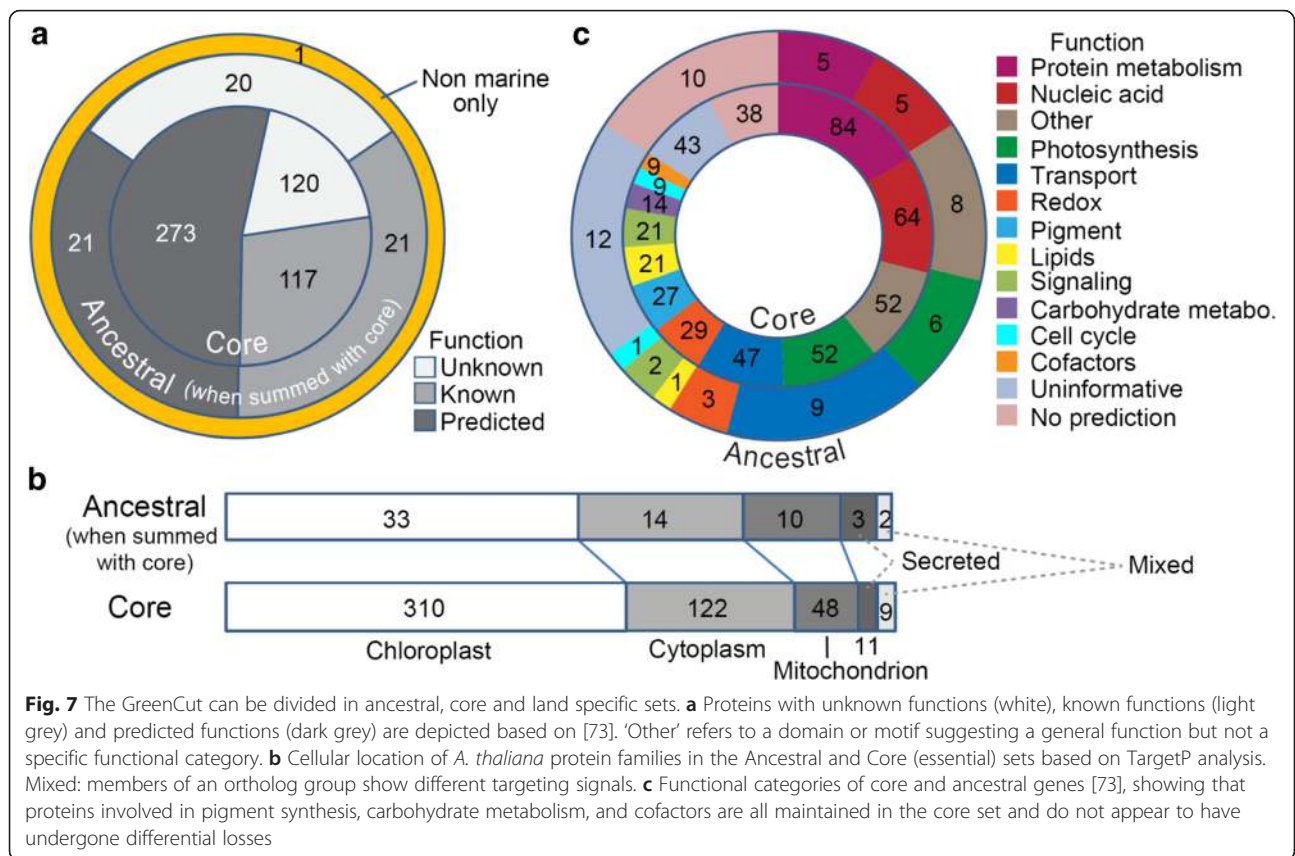 a
1
20
Non marine
only
120
273
21
21
117
Core
Ancestral (when summed with core)
Function
Unknown
Known
Predicted
c
10
5
5
38
84
43
9
9
14
64
8
12
21
21
27
52
29
Core
6
47
52
1
2
1
3
9
Ancestral
Function
Protein metabolism
Nucleic acid
Other
Photosynthesis
Transport
Redox
Pigment
Lipids
Signaling
Carbohydrate metabo.
Cell cycle
Cofactors
Uninformative
No prediction
b
Ancestral
(when summed
with core)
33
14
10
3
2
Secreted
Mixed
Core
310
122
48
11
9
Chloroplast
Cytoplasm
Mitochondrion
Fig. 7 The GreenCut can be divided in ancestral, core and land specific sets. a Proteins with unknown functions (white), known functions (light
grey) and predicted functions (dark grey) are depicted based on [73]. ‘Other’ refers to a domain or motif suggesting a general function but not a
specific functional category. b Cellular location of A. thaliana protein families in the Ancestral and Core (essential) sets based on TargetP analysis.
Mixed: members of an ortholog group show different targeting signals. c Functional categories of core and ancestral genes [73], showing that
proteins involved in pigment synthesis, carbohydrate metabolism, and cofactors are all maintained in the core set and do not appear to have
undergone differential losses